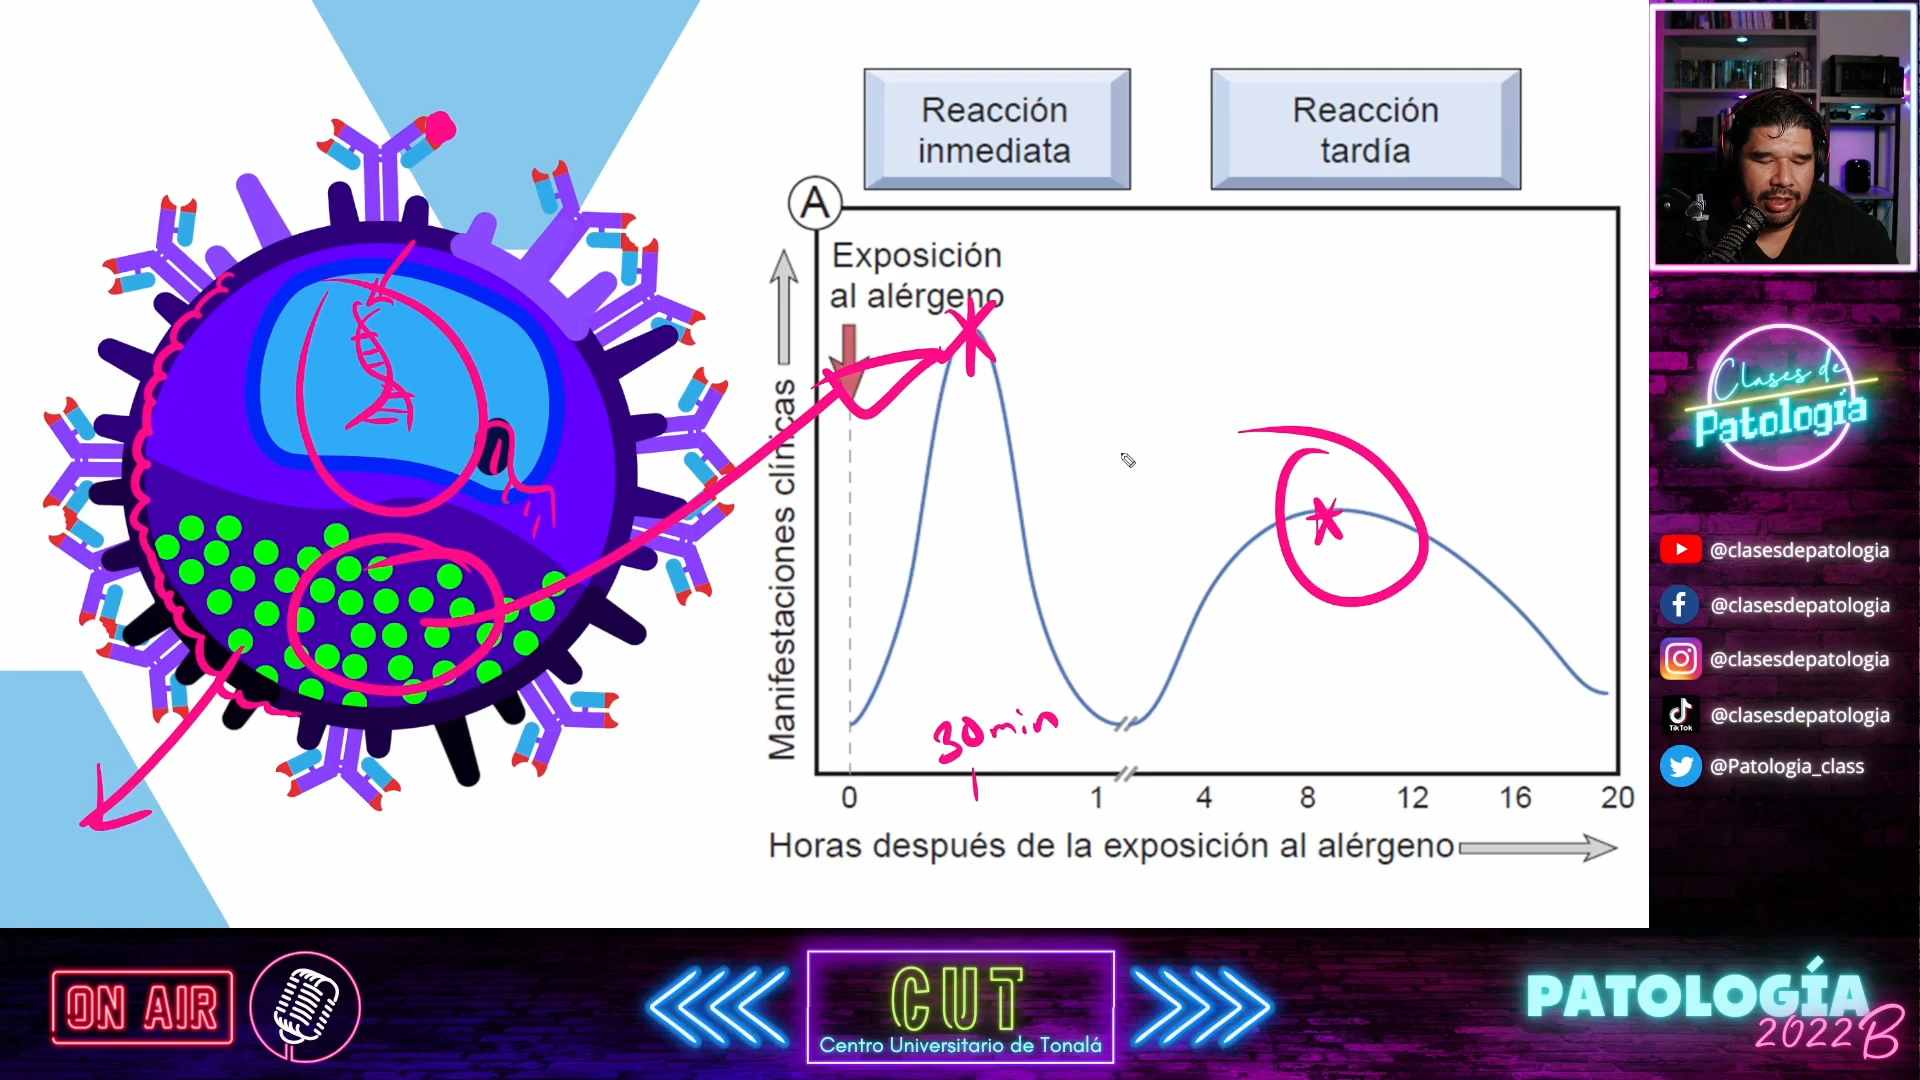 Reacción
inmediata
Reacción
tardía
A
Exposición
al alérgeno
Manifestaciones clínicas
30min
0
1
4
8
12
16
20
Horas después de la exposición al alérgeno
Clases de
Patología
@clasesdepatologia
@clasesdepatologia
@clasesdepatologia
TikTok
@clasesdepatologia
@Patologia_class
ON AIR
CUT
Centro Universitario de Tonalá
PATOLOGÍA
2022B